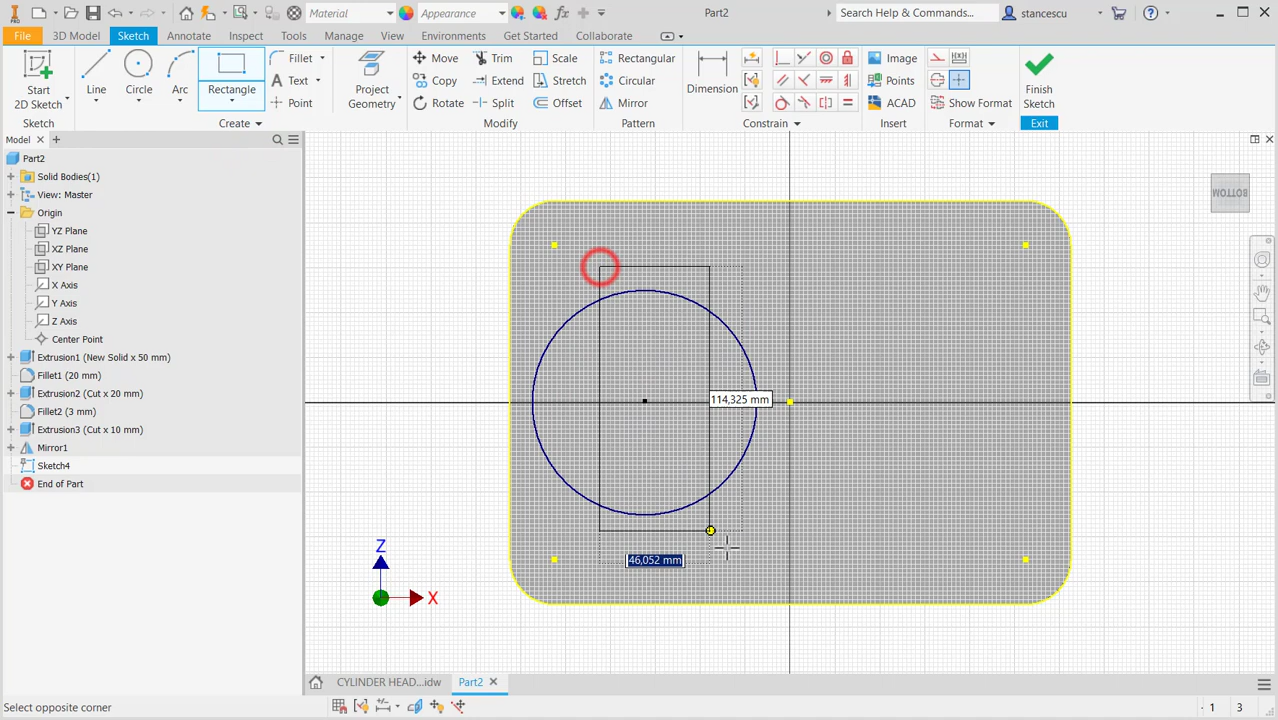 Material
Appearance
Part2
Search Help & Commands...
stancescu
File
3D Model
Sketch
Annotate
Inspect
Tools
Manage
View
Environments
Get Started
Collaborate
Start
2D Sketch
Line
Circle
Arc
Rectangle
Fillet
Text
Point
Project
Geometry
Move
Copy
Rotate
Trim
Extend
Split
Scale
Stretch
Offset
Rectangular
Circular
Mirror
Dimension
Image
Points
ACAD
Show Format
Finish
Sketch
Sketch
Create
Modify
Pattern
Constrain
Insert
Format
Exit
Model
Part2
Solid Bodies(1)
View: Master
Origin
YZ Plane
XZ Plane
XY Plane
X Axis
Y Axis
Z Axis
Center Point
Extrusion1 (New Solid x 50 mm)
Fillet1 (20 mm)
Extrusion2 (Cut x 20 mm)
Fillet2 (3 mm)
Extrusion3 (Cut x 10 mm)
Mirror1
Sketch4
End of Part
BOTTOM
114,325 mm
46,052 mm
Z
X
CYLINDER HEAD...idw
Part2
Select opposite corner
1
3